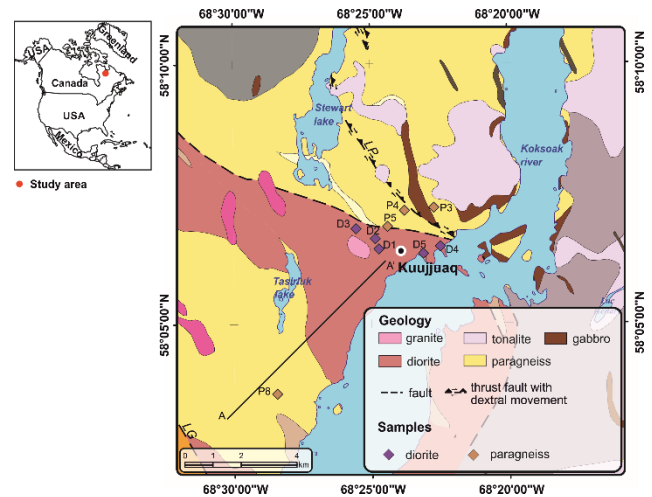 68°30'00"W 68°25'00"W 68°20'00"W
Greenland
USA
Canada
USA
Mexico
Study area
58°10'00"N
58°10'00"N
Stewart
lake
LP
Koksoak
river
P4
P3
P5
D3
D2
D1
D5
D4
A'
Kuujjuaq
Tasirluk
lake
58°05'00"N
58°05'00"N
P8
A
LG
Geology
granite tonalite gabbro
diorite paragneiss
fault thrust fault with
dextral movement
Samples
diorite paragneiss
0 1 2 4
km
68°30'00"W 68°25'00"W 68°20'00"W